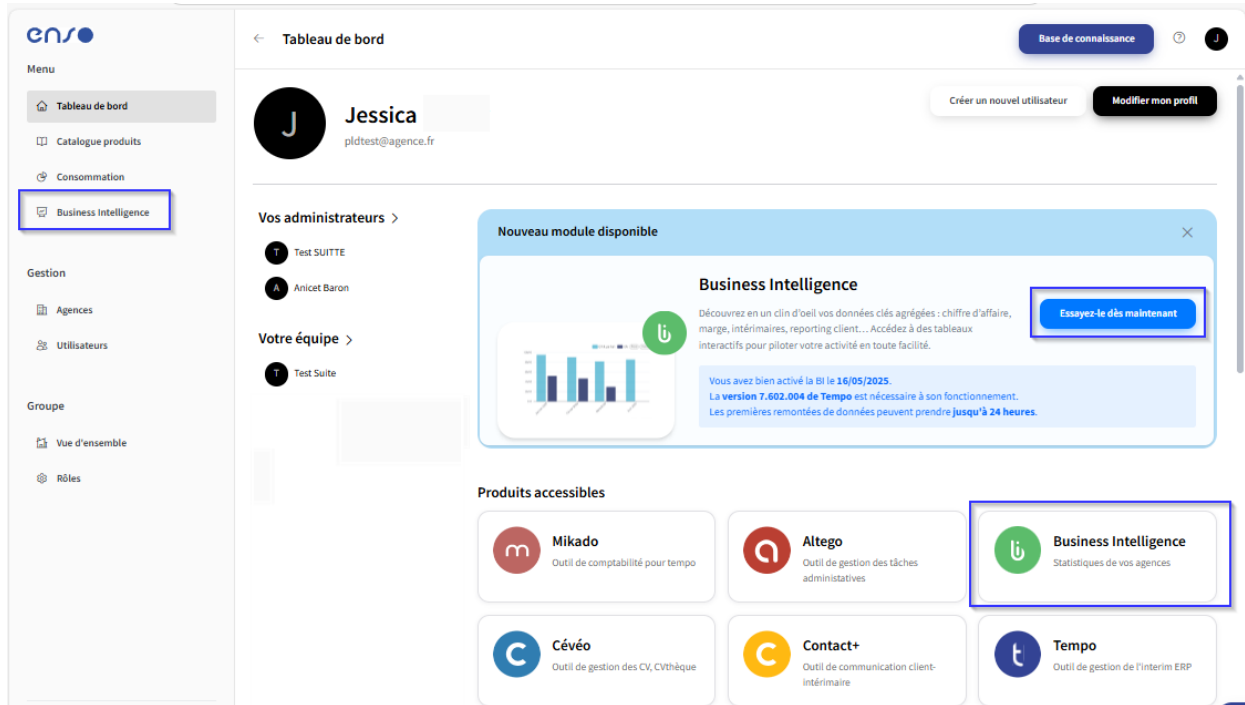 enso
Menu
Tableau de bord
Catalogue produits
Consommation
Business Intelligence
Gestion
Agences
Utilisateurs
Groupe
Vue d'ensemble
Rôles
← Tableau de bord
Base de connaissance
?
J
J
Jessica
pldtest@agence.fr
Créer un nouvel utilisateur
Modifier mon profil
Vos administrateurs >
T Test SUITTE
A Anicet Baron
Votre équipe >
T Test Suite
Nouveau module disponible
Business Intelligence
Découvrez en un clin d'oeil vos données clés agrégées : chiffre d'affaire,
marge, intérimaires, reporting client... Accédez à des tableaux
interactifs pour piloter votre activité en toute facilité.
Essayez-le dès maintenant
Vous avez bien activé la BI le 16/05/2025.
La version 7.602.004 de Tempo est nécessaire à son fonctionnement.
Les premières remontées de données peuvent prendre jusqu'à 24 heures.
Produits accessibles
Mikado
Outil de comptabilité pour tempo
Altego
Outil de gestion des tâches
administatives
Business Intelligence
Statistiques de vos agences
Cévéo
Outil de gestion des CV, CVthèque
Contact+
Outil de communication client-
intérimaire
Tempo
Outil de gestion de l'interim ERP